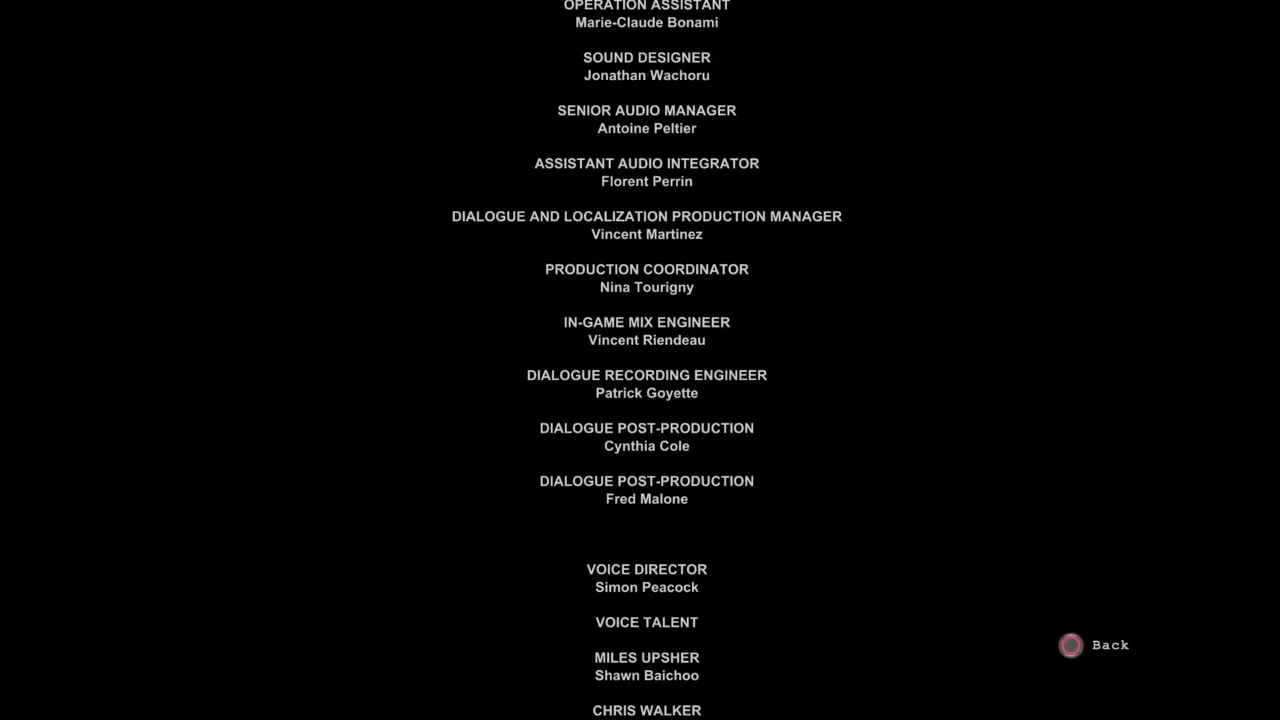 OPERATION ASSISTANT
Marie-Claude Bonami
SOUND DESIGNER
Jonathan Wachoru
SENIOR AUDIO MANAGER
Antoine Peltier
ASSISTANT AUDIO INTEGRATOR
Florent Perrin
DIALOGUE AND LOCALIZATION PRODUCTION MANAGER
Vincent Martinez
PRODUCTION COORDINATOR
Nina Tourigny
IN-GAME MIX ENGINEER
Vincent Riendeau
DIALOGUE RECORDING ENGINEER
Patrick Goyette
DIALOGUE POST-PRODUCTION
Cynthia Cole
DIALOGUE POST-PRODUCTION
Fred Malone
VOICE DIRECTOR
Simon Peacock
VOICE TALENT
Back
MILES UPSHER
Shawn Baichoo
CHRIS WALKER